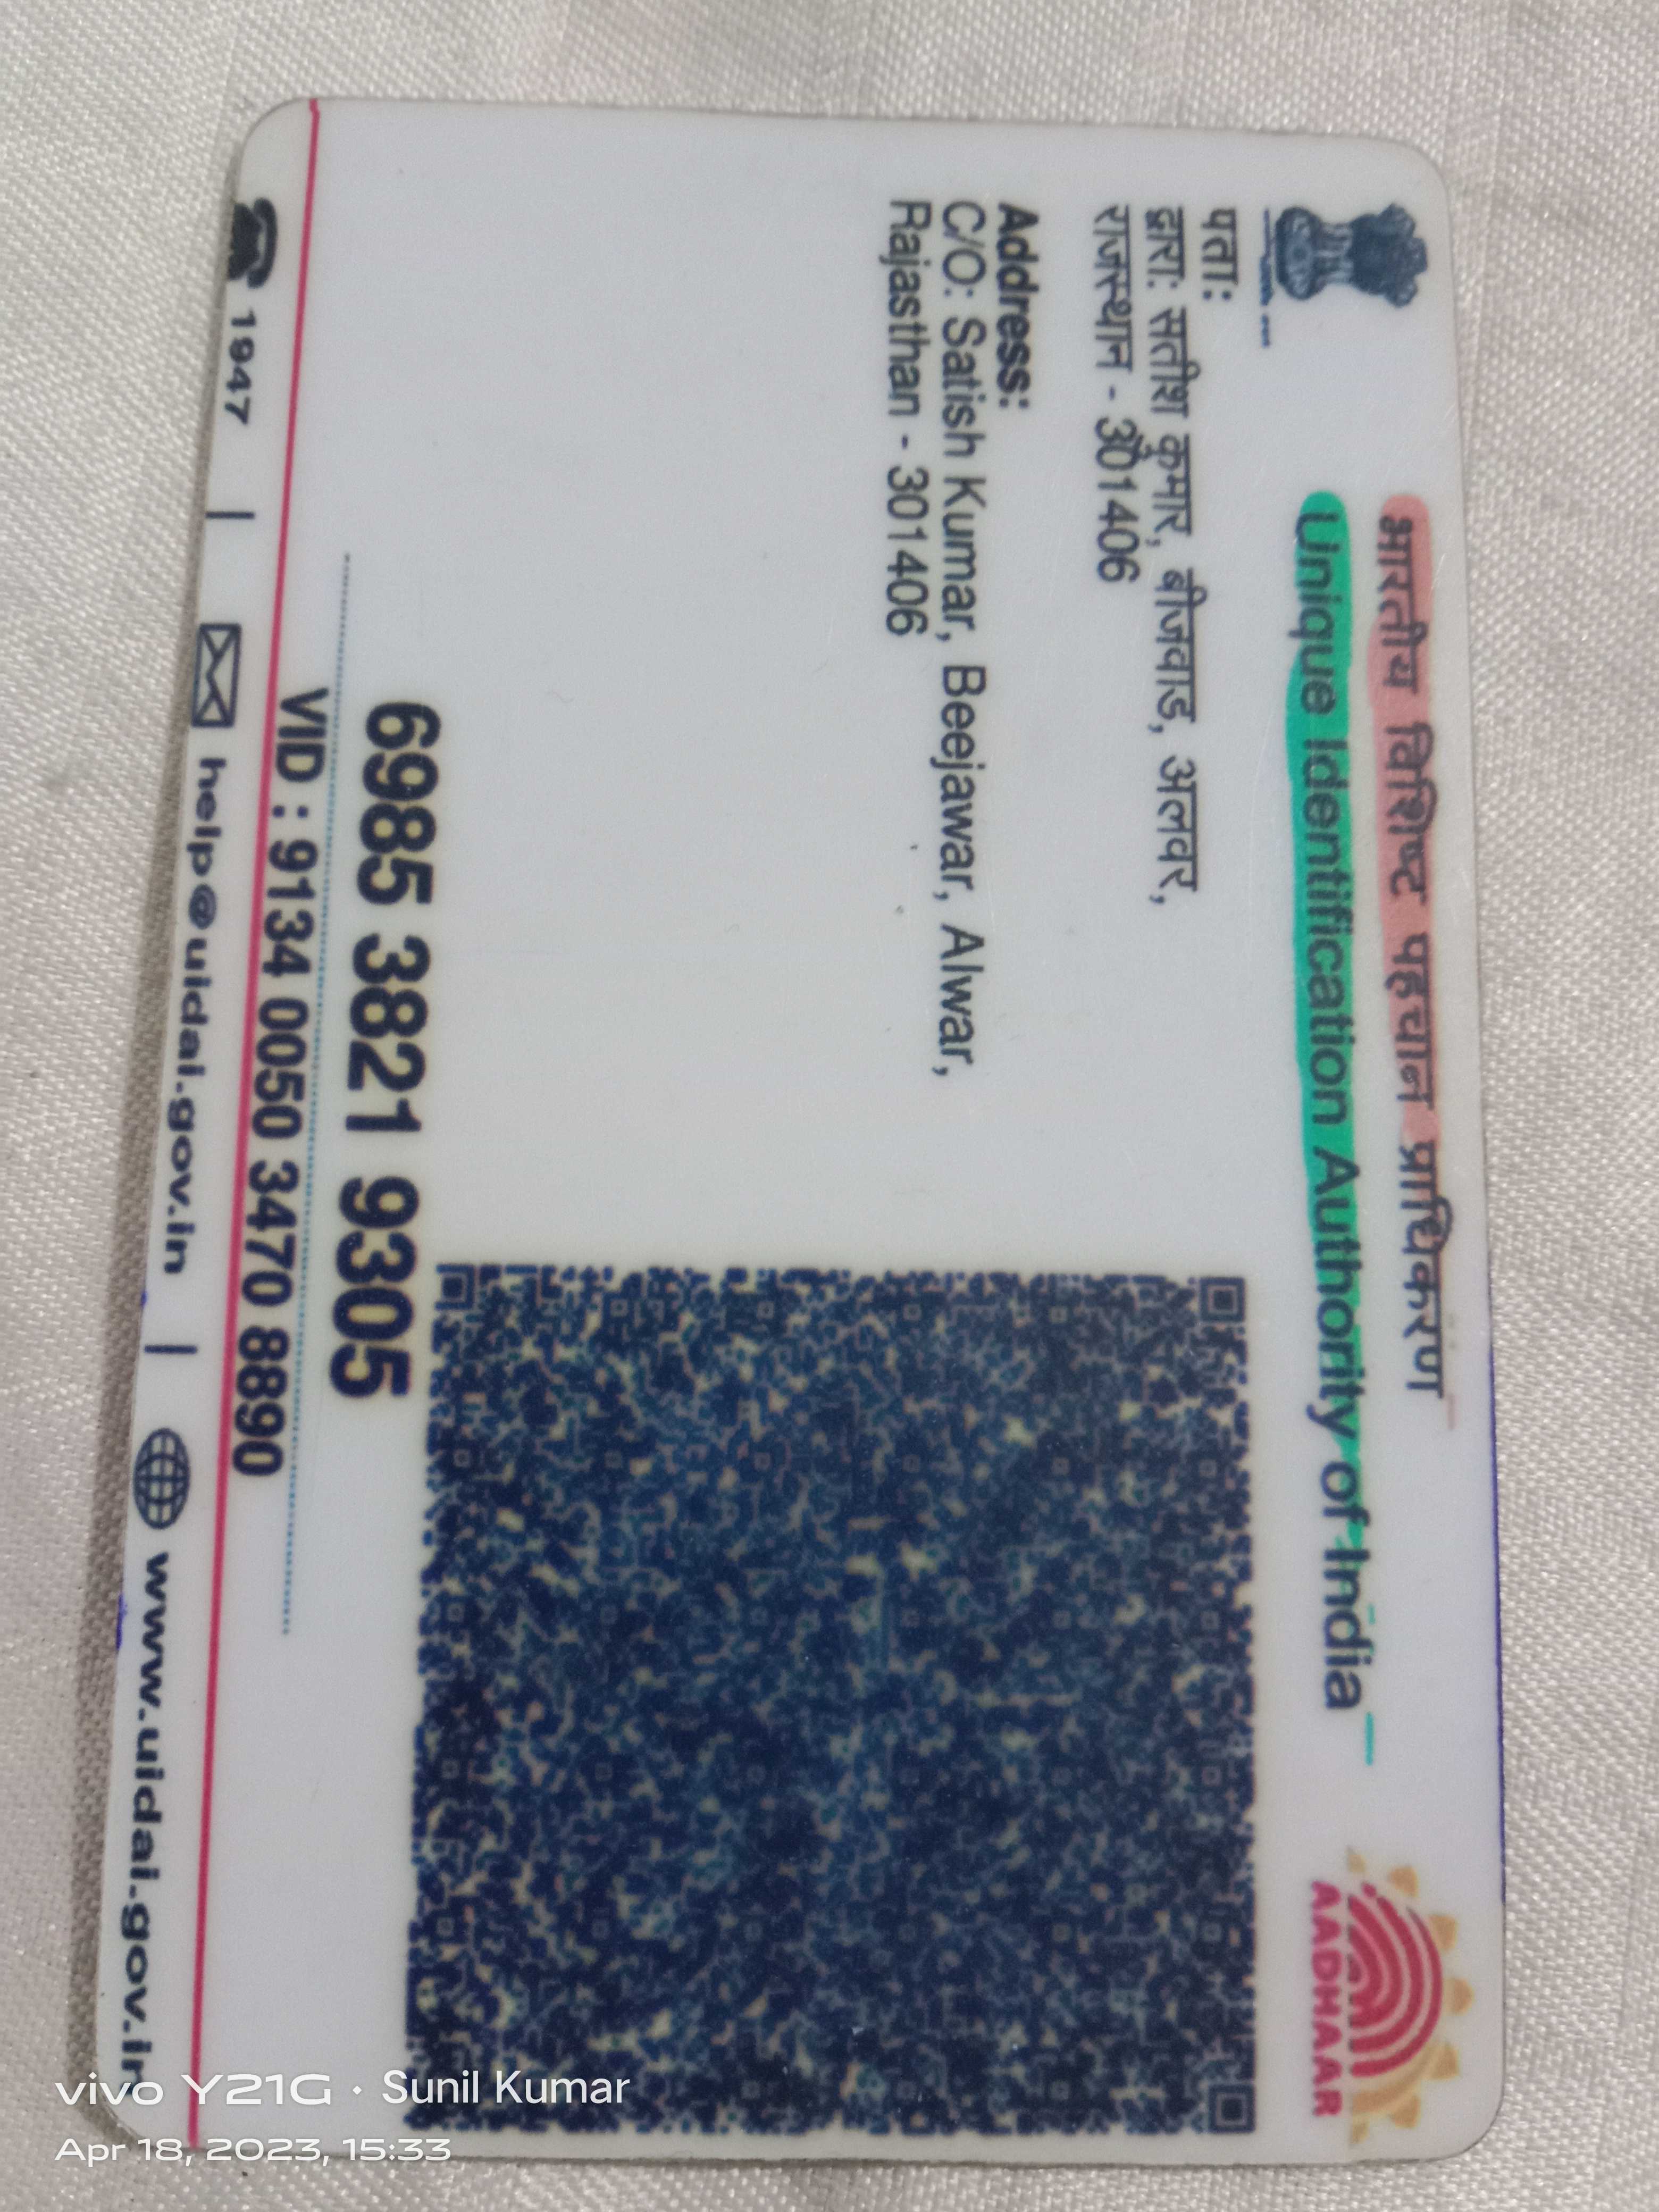 भारतीय विशिष्ट पहचान प्राधिकरण
Unique Identification Authority of India
AADHAAR
पता:
द्वारा: सतीश कुमार, बीजवाड, अलवर,
राजस्थान - 301406
Address:
C/O: Satish Kumar, Beejawar, Alwar,
Rajasthan - 301406
6985 3821 9305
VID : 9134 0050 3470 8890
1947 | help@uidai.gov.in | www.uidai.gov.in
vivo Y21G · Sunil Kumar
Apr 18, 2023, 15:33